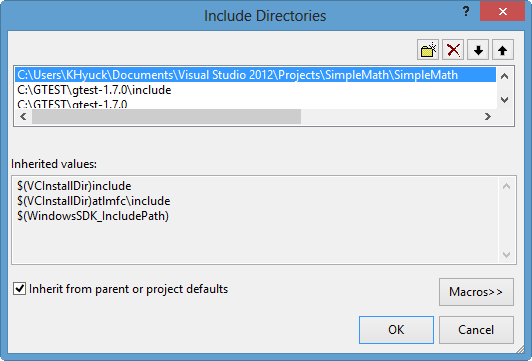 Include Directories
?
C:\Users\KHyuck\Documents\Visual Studio 2012\Projects\SimpleMath\SimpleMath
C:\GTEST\gtest-1.7.0\include
C:\GTEST\gtest-1.7.0
Inherited values:
$(VCInstallDir)include
$(VCInstallDir)atlmfc\include
$(WindowsSDK_IncludePath)
Inherit from parent or project defaults
Macros>>
OK
Cancel